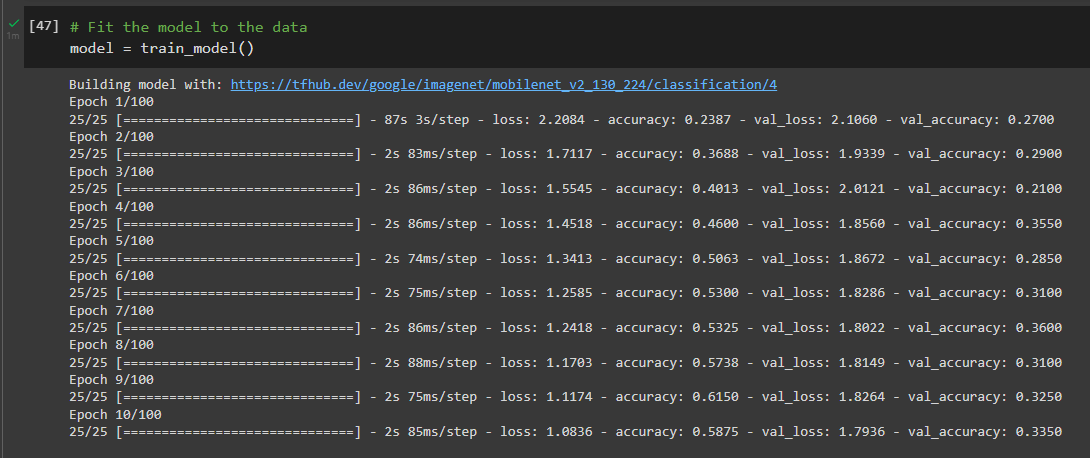 [47] # Fit the model to the data
1m
model = train_model()
Building model with: https://tfhub.dev/google/imagenet/mobilenet_v2_130_224/classification/4
Epoch 1/100
25/25 [==============================] - 87s 3s/step - loss: 2.2084 - accuracy: 0.2387 - val_loss: 2.1060 - val_accuracy: 0.2700
Epoch 2/100
25/25 [==============================] - 2s 83ms/step - loss: 1.7117 - accuracy: 0.3688 - val_loss: 1.9339 - val_accuracy: 0.2900
Epoch 3/100
25/25 [==============================] - 2s 86ms/step - loss: 1.5545 - accuracy: 0.4013 - val_loss: 2.0121 - val_accuracy: 0.2100
Epoch 4/100
25/25 [==============================] - 2s 86ms/step - loss: 1.4518 - accuracy: 0.4600 - val_loss: 1.8560 - val_accuracy: 0.3550
Epoch 5/100
25/25 [==============================] - 2s 74ms/step - loss: 1.3413 - accuracy: 0.5063 - val_loss: 1.8672 - val_accuracy: 0.2850
Epoch 6/100
25/25 [==============================] - 2s 75ms/step - loss: 1.2585 - accuracy: 0.5300 - val_loss: 1.8286 - val_accuracy: 0.3100
Epoch 7/100
25/25 [==============================] - 2s 86ms/step - loss: 1.2418 - accuracy: 0.5325 - val_loss: 1.8022 - val_accuracy: 0.3600
Epoch 8/100
25/25 [==============================] - 2s 88ms/step - loss: 1.1703 - accuracy: 0.5738 - val_loss: 1.8149 - val_accuracy: 0.3100
Epoch 9/100
25/25 [==============================] - 2s 75ms/step - loss: 1.1174 - accuracy: 0.6150 - val_loss: 1.8264 - val_accuracy: 0.3250
Epoch 10/100
25/25 [==============================] - 2s 85ms/step - loss: 1.0836 - accuracy: 0.5875 - val_loss: 1.7936 - val_accuracy: 0.3350